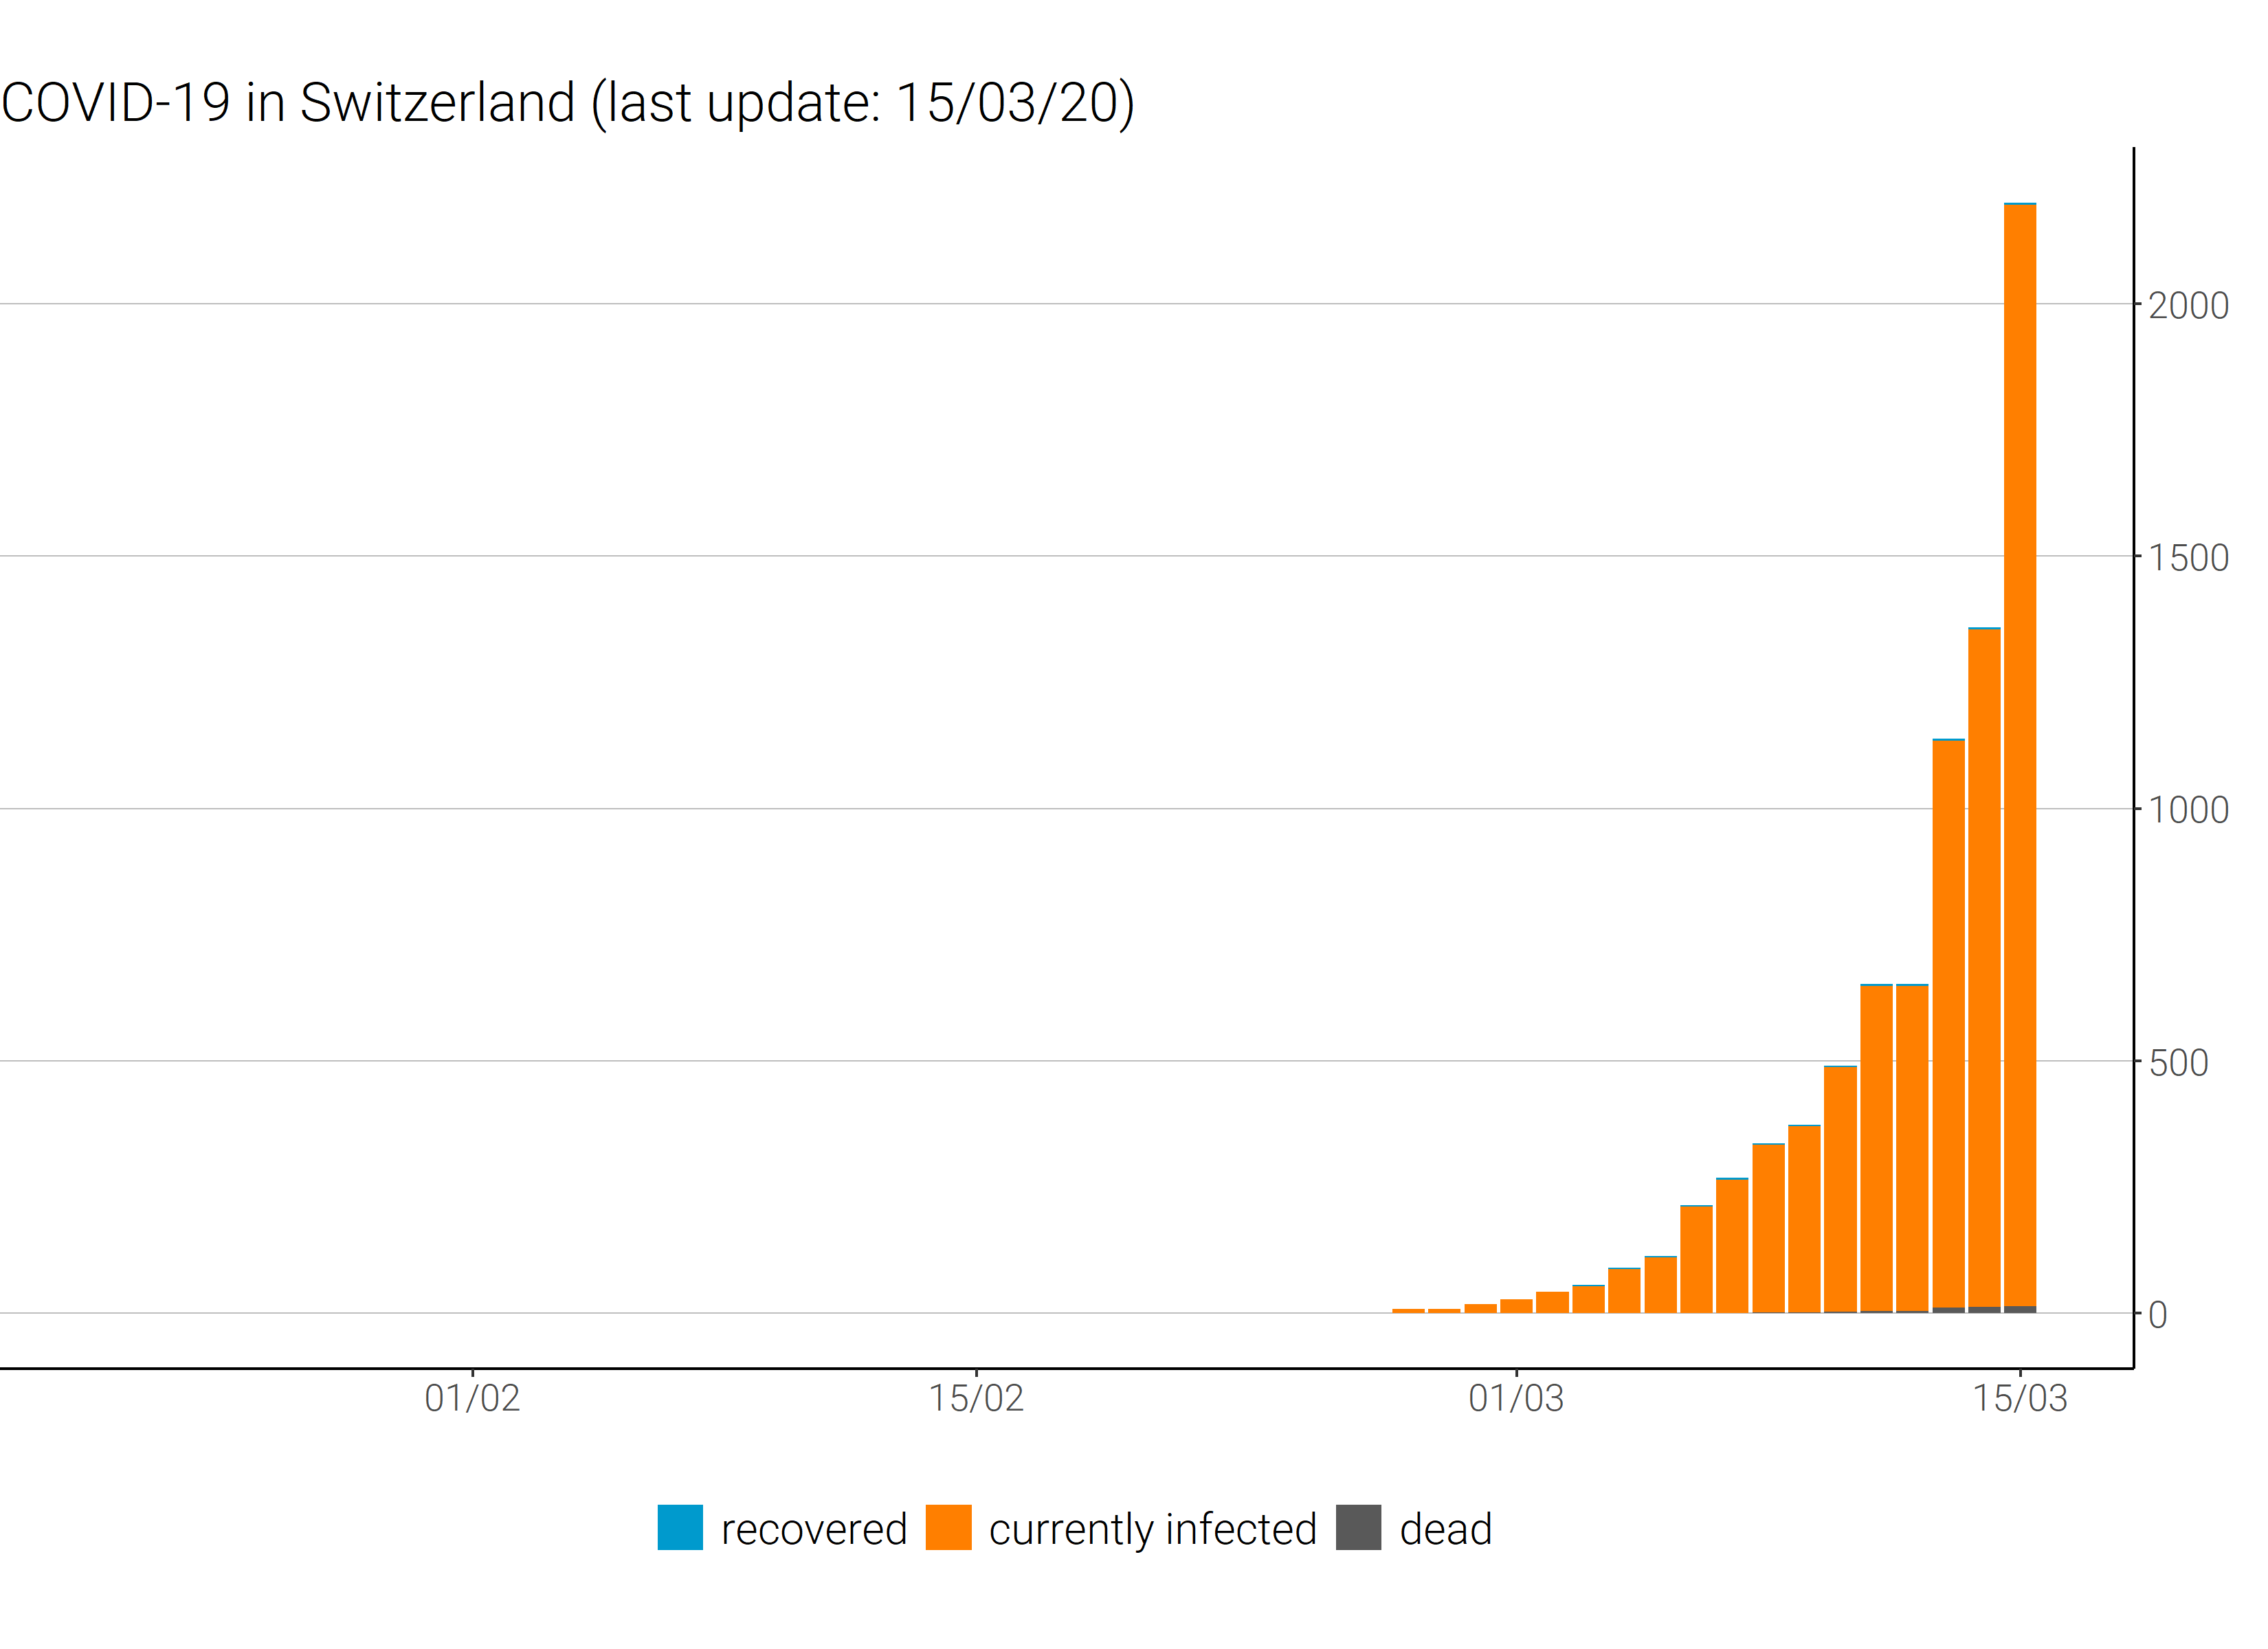 COVID-19 in Switzerland (last update: 15/03/20)
2000
1500
1000
500
0
01/02 15/02 01/03 15/03
recovered currently infected dead